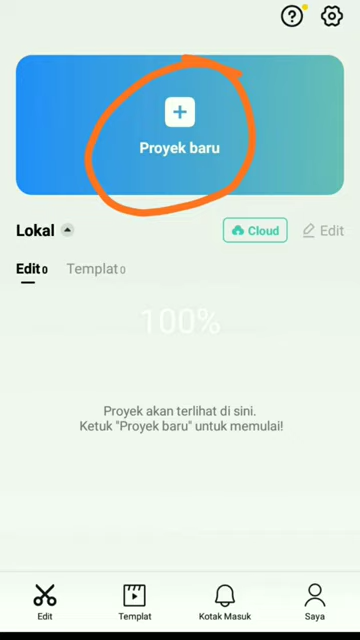 Proyek baru
Lokal
Cloud
Edit
Edit 0
Templat 0
100%
Proyek akan terlihat di sini.
Ketuk "Proyek baru" untuk memulai!
Edit
Templat
Kotak Masuk
Saya